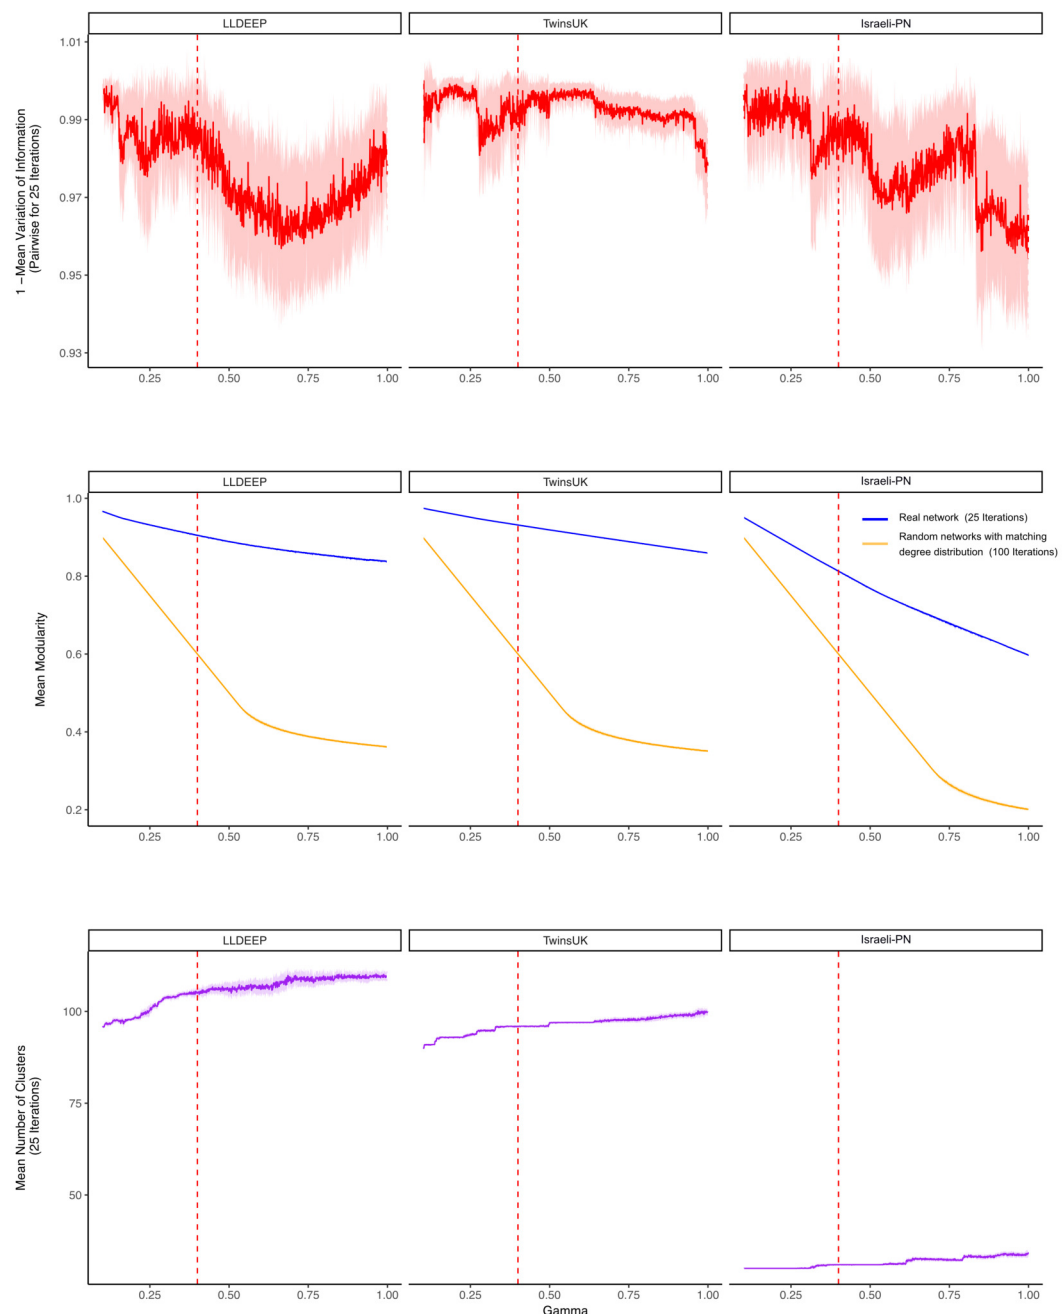 LLDEEP TwinsUK Israeli-PN
1.01
0.99
0.97
0.95
0.93
1 −Mean Variation of Information
(Pairwise for 25 Iterations)
0.25 0.50 0.75 1.00 0.25 0.50 0.75 1.00 0.25 0.50 0.75 1.00
LLDEEP TwinsUK Israeli-PN
1.0
0.8
0.6
0.4
0.2
Mean Modularity
Real network (25 Iterations)
Random networks with matching
degree distribution (100 Iterations)
0.25 0.50 0.75 1.00 0.25 0.50 0.75 1.00 0.25 0.50 0.75 1.00
LLDEEP TwinsUK Israeli-PN
100
75
50
Mean Number of Clusters
(25 Iterations)
0.25 0.50 0.75 1.00 0.25 0.50 0.75 1.00 0.25 0.50 0.75 1.00
Gamma